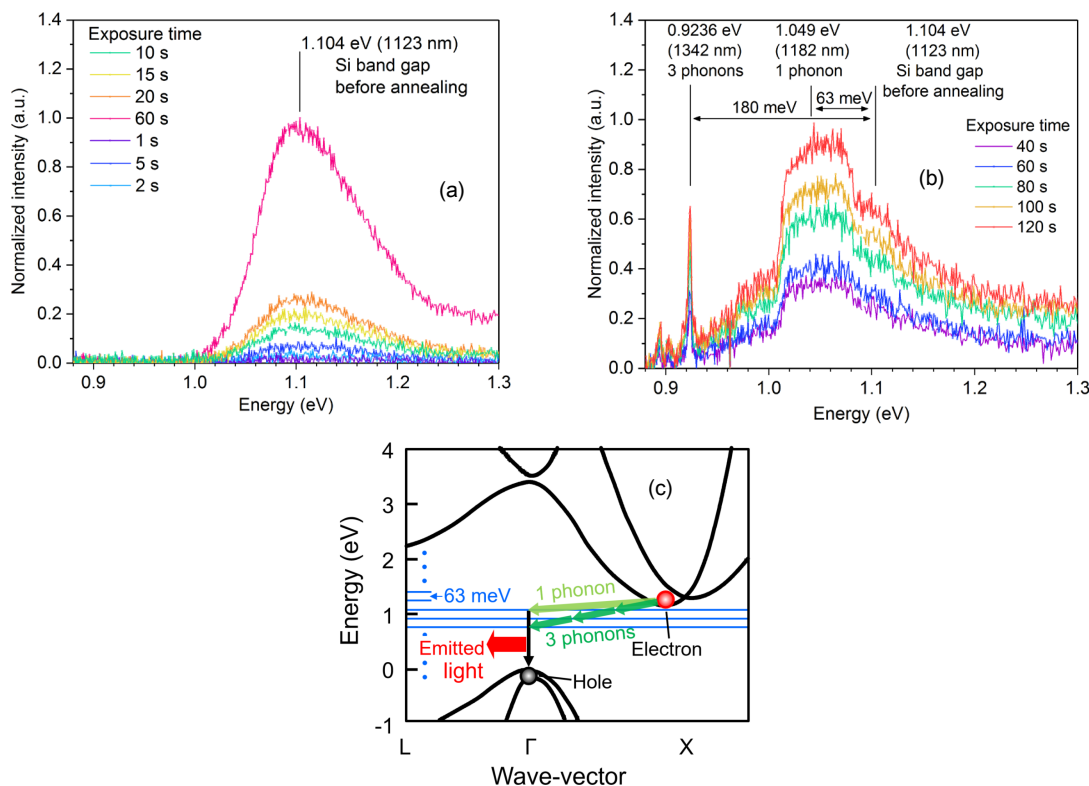 1.4
1.2
1.0
0.8
0.6
0.4
0.2
0.0
Normalized intensity (a.u.)
Exposure time
10 s
15 s
20 s
60 s
1 s
5 s
2 s
1.104 eV (1123 nm)
Si band gap
before annealing
(a)
0.9 1.0 1.1 1.2 1.3
Energy (eV)
1.4
1.2
1.0
0.8
0.6
0.4
0.2
0.0
Normalized intensity (a.u.)
0.9236 eV
(1342 nm)
3 phonons
1.049 eV
(1182 nm)
1 phonon
1.104 eV
(1123 nm)
Si band gap
before annealing
180 meV
63 meV
(b)
Exposure time
40 s
60 s
80 s
100 s
120 s
0.9 1.0 1.1 1.2 1.3
Energy (eV)
4
3
2
1
0
-1
Energy (eV)
(c)
63 meV
1 phonon
3 phonons
Electron
Emitted
light
Hole
L Γ X
Wave-vector